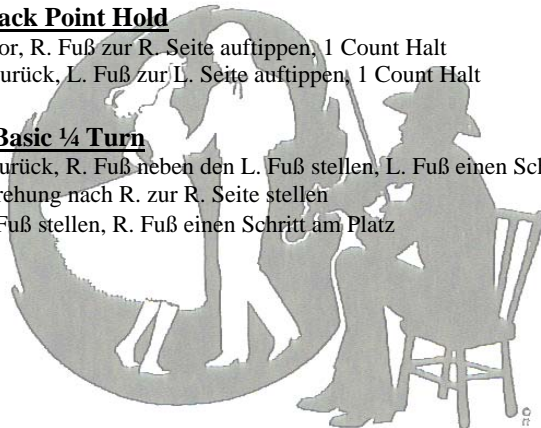 ack Point Hold
or, R. Fuß zur R. Seite auftippen, 1 Count Halt
urück, L. Fuß zur L. Seite auftippen, 1 Count Halt
Basic ¼ Turn
urück, R. Fuß neben den L. Fuß stellen, L. Fuß einen Sch
rehung nach R. zur R. Seite stellen
Fuß stellen, R. Fuß einen Schritt am Platz